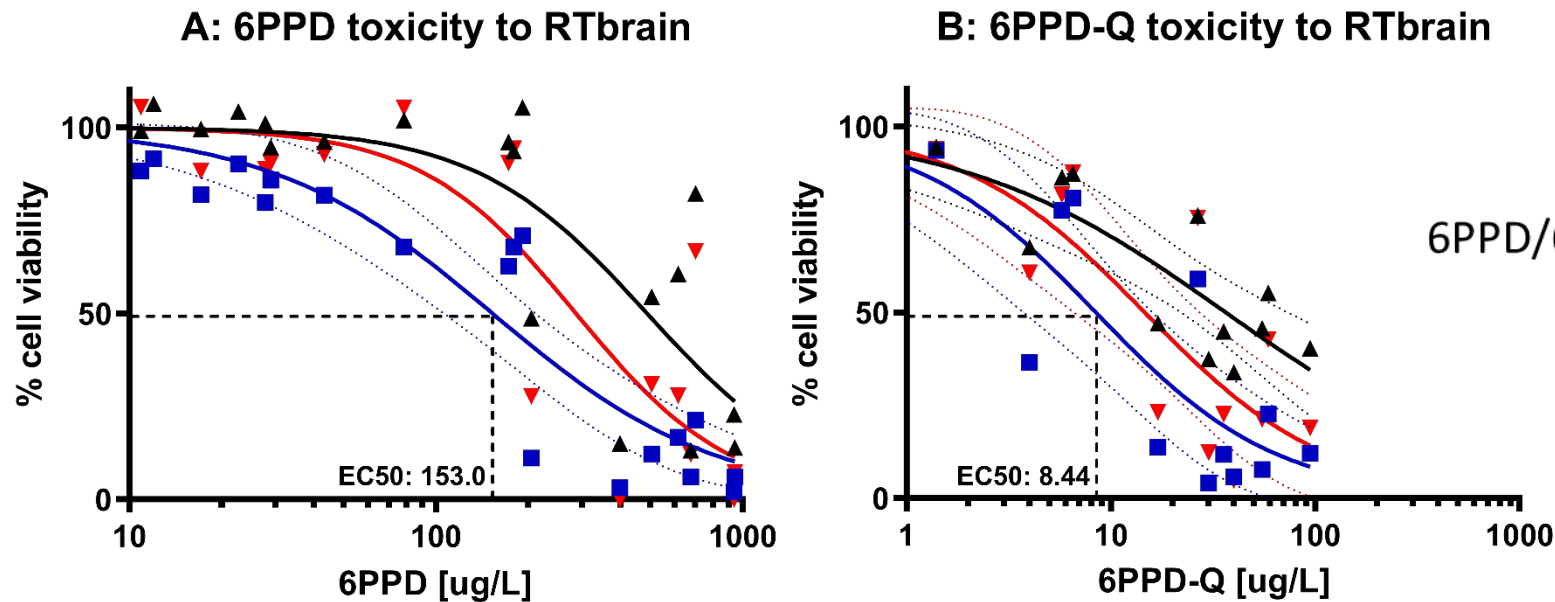 A: 6PPD toxicity to RTbrain
B: 6PPD-Q toxicity to RTbrain
% cell viability
100
50
0
EC50: 153.0
10
100
1000
6PPD [ug/L]
% cell viability
100
50
0
EC50: 8.44
1
10
100
1000
6PPD-Q [ug/L]
6PPD/